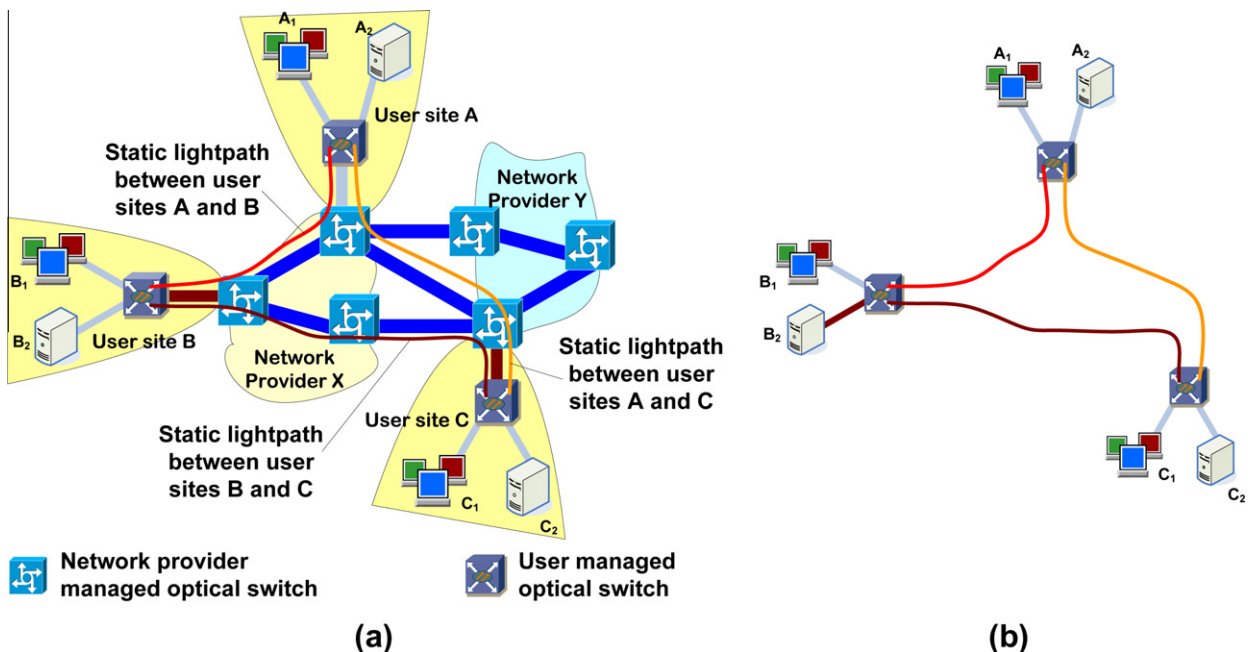 A₁
A₂
User site A
Static lightpath
between user
sites A and B
Network
Provider Y
B₁
B₂
User site B
Network
Provider X
Static lightpath
between user
sites A and C
User site C
Static lightpath
between user
sites B and C
C₁
C₂
Network provider
managed optical switch
User managed
optical switch
(a)
A₁
A₂
B₁
B₂
C₁
C₂
(b)